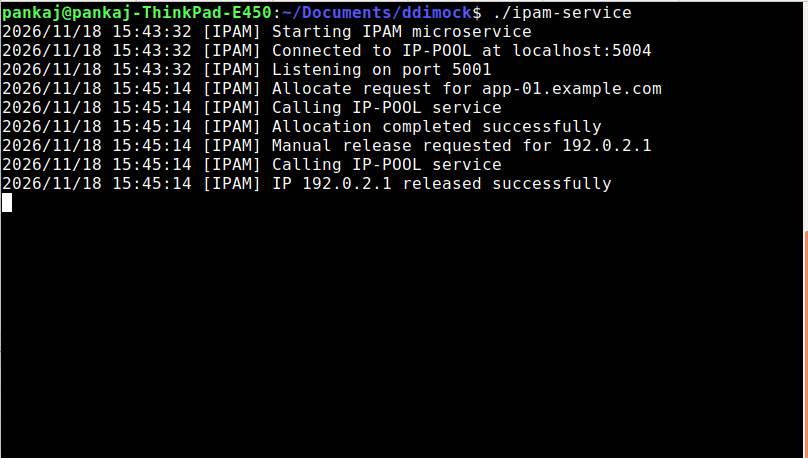 pankaj@pankaj-ThinkPad-E450:~/Documents/ddimock$ ./ipam-service
2026/11/18 15:43:32 [IPAM] Starting IPAM microservice
2026/11/18 15:43:32 [IPAM] Connected to IP-POOL at localhost:5004
2026/11/18 15:43:32 [IPAM] Listening on port 5001
2026/11/18 15:45:14 [IPAM] Allocate request for app-01.example.com
2026/11/18 15:45:14 [IPAM] Calling IP-POOL service
2026/11/18 15:45:14 [IPAM] Allocation completed successfully
2026/11/18 15:45:14 [IPAM] Manual release requested for 192.0.2.1
2026/11/18 15:45:14 [IPAM] Calling IP-POOL service
2026/11/18 15:45:14 [IPAM] IP 192.0.2.1 released successfully